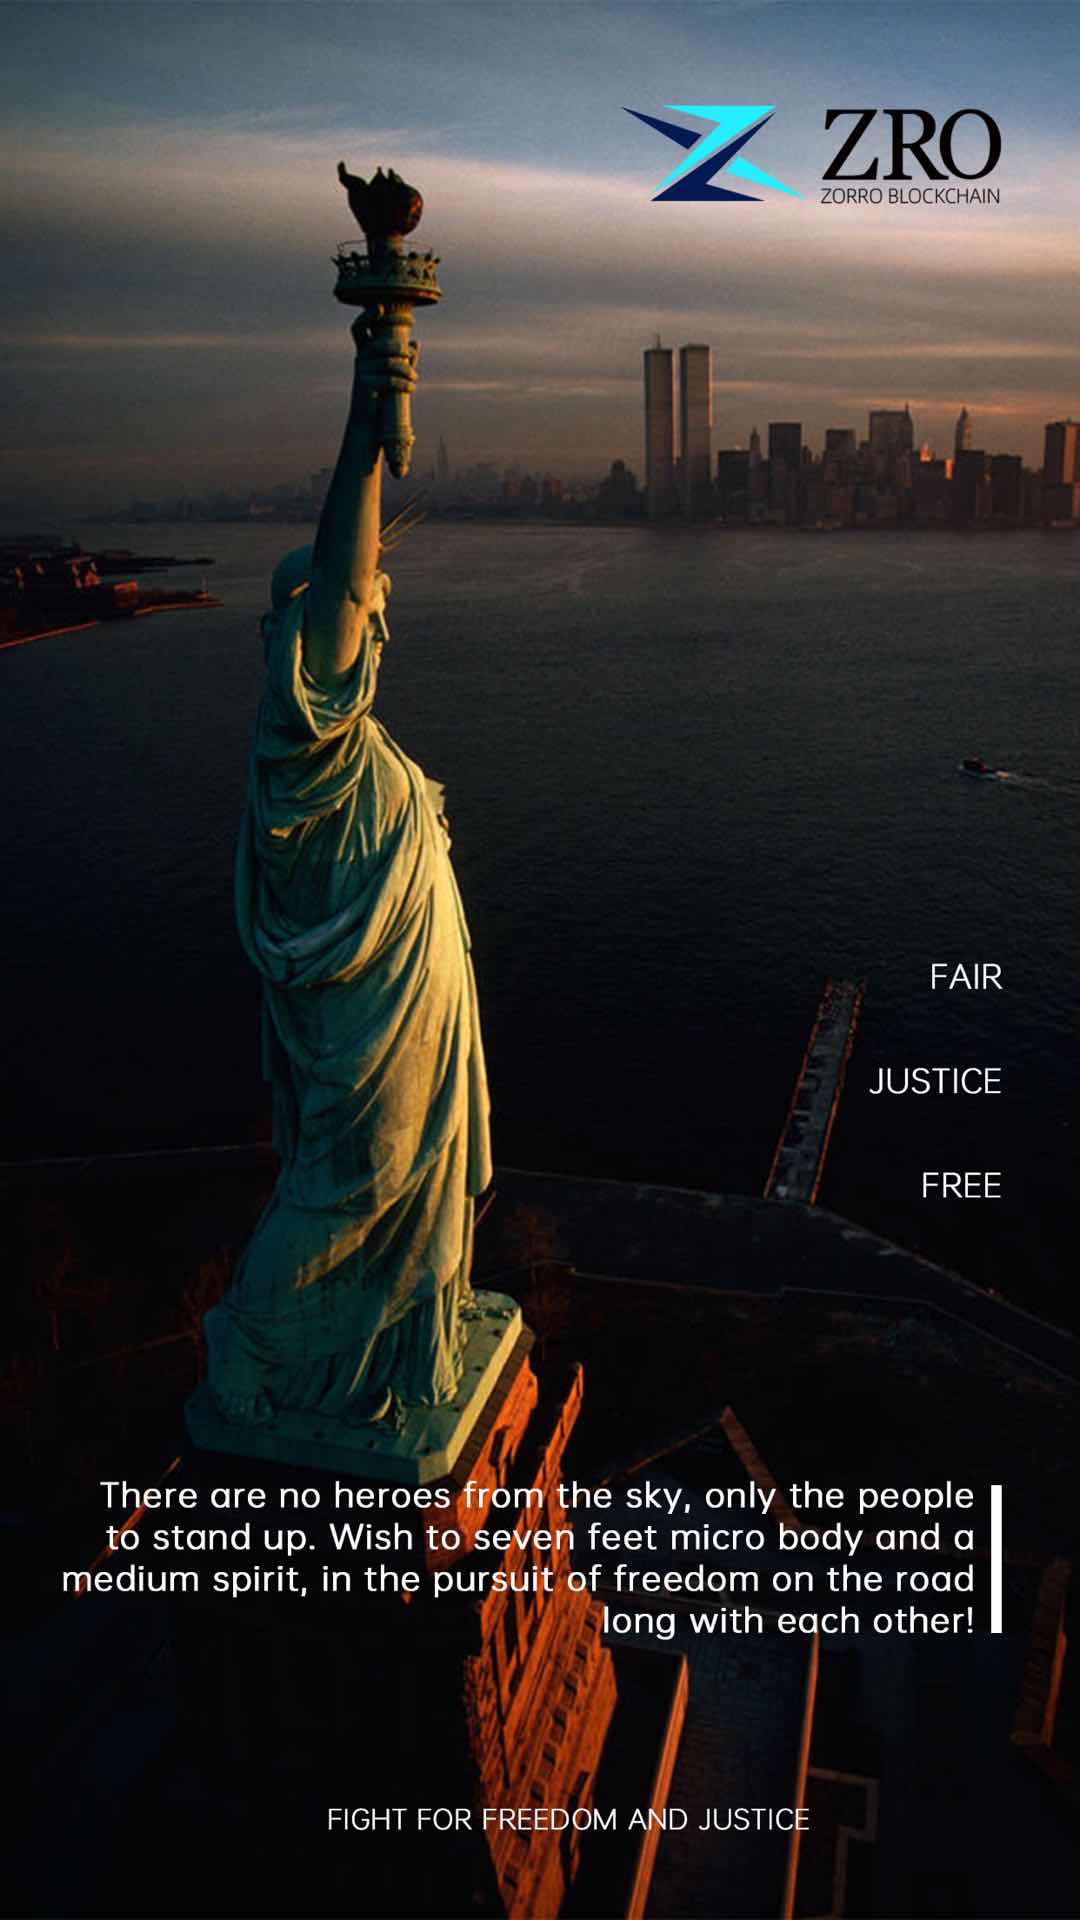 ZRO
ZORRO BLOCKCHAIN
FAIR
JUSTICE
FREE
There are no heroes from the sky, only the people
to stand up. Wish to seven feet micro body and a
medium spirit, in the pursuit of freedom on the road
long with each other!
FIGHT FOR FREEDOM AND JUSTICE